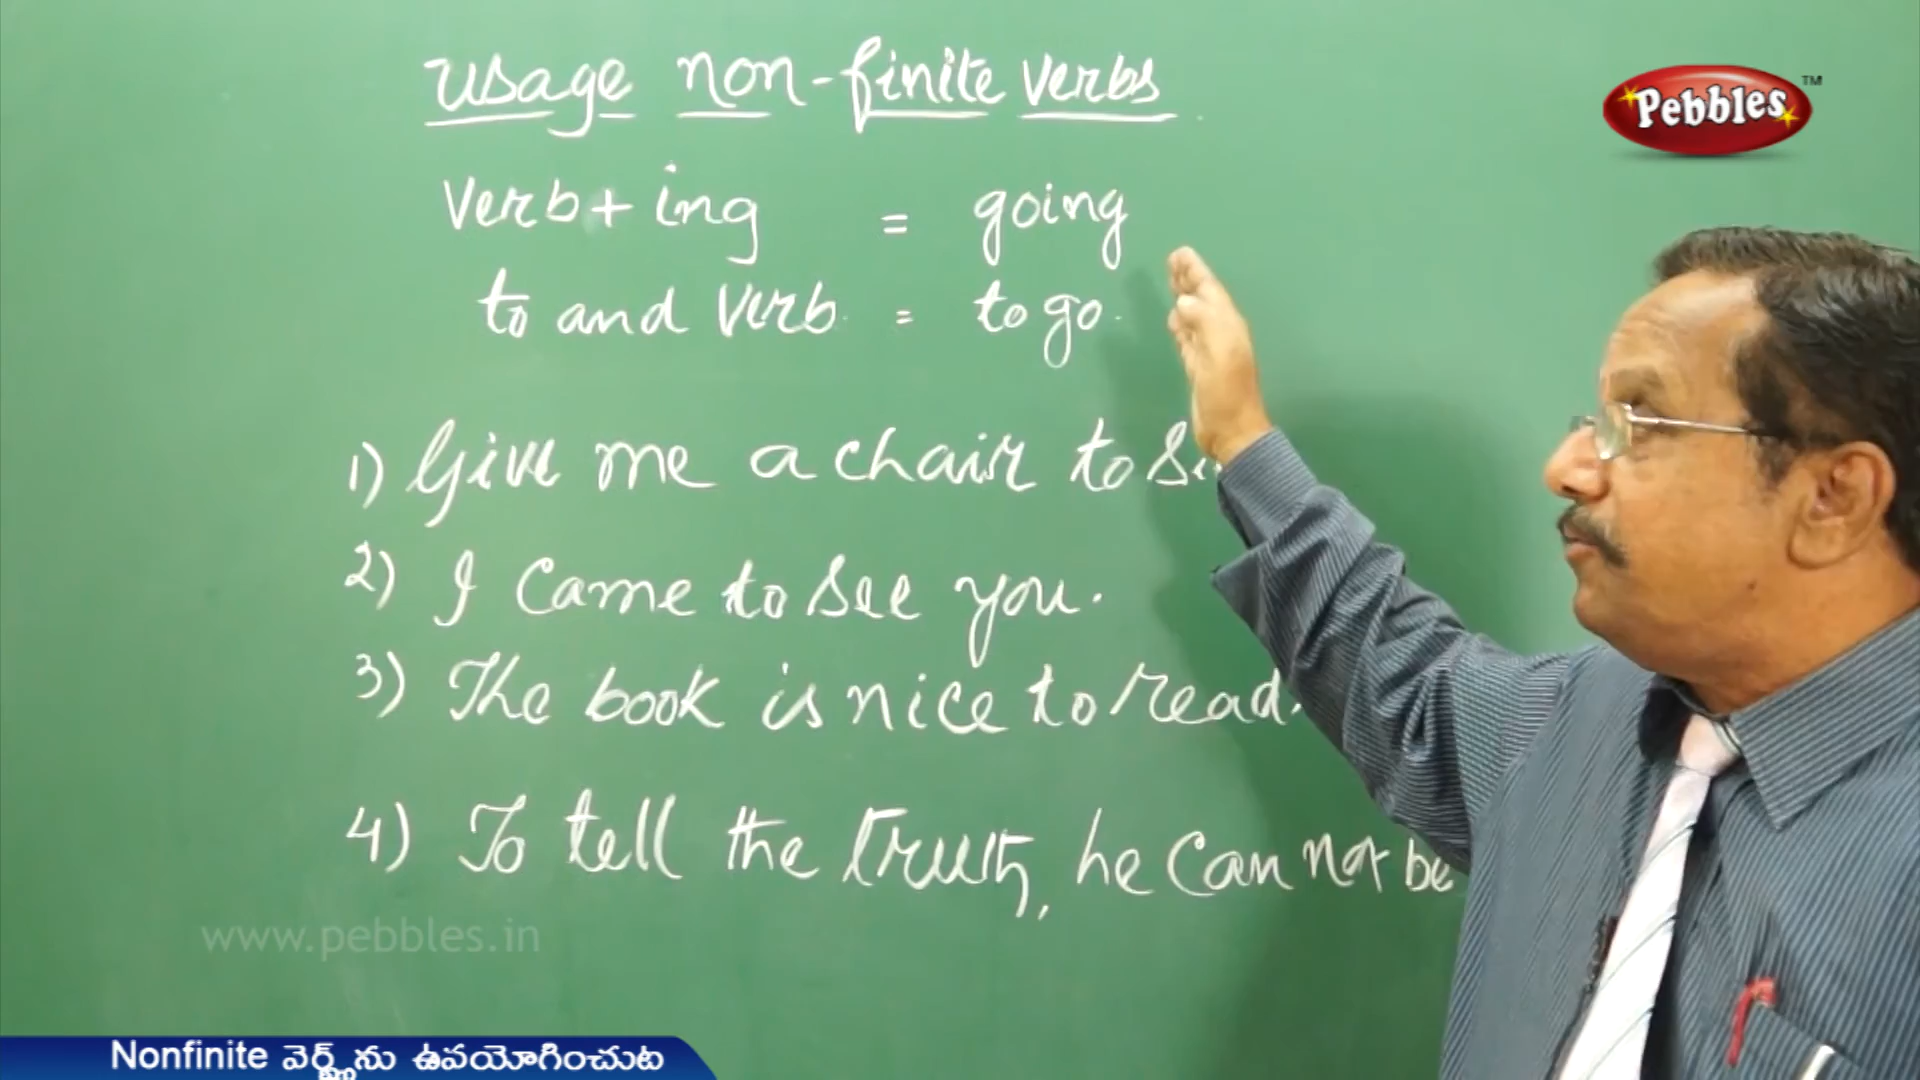 usage non-finite verbs
Pebbles TM
verb + ing = going
to and verb = to go.
1) Give me a chair to
2) I came to see you.
3) The book is nice to read.
4) To tell the truth, he can not be
www.pebbles.in
Nonfinite వెర్బ్స్‌ను ఉపయోగించుట